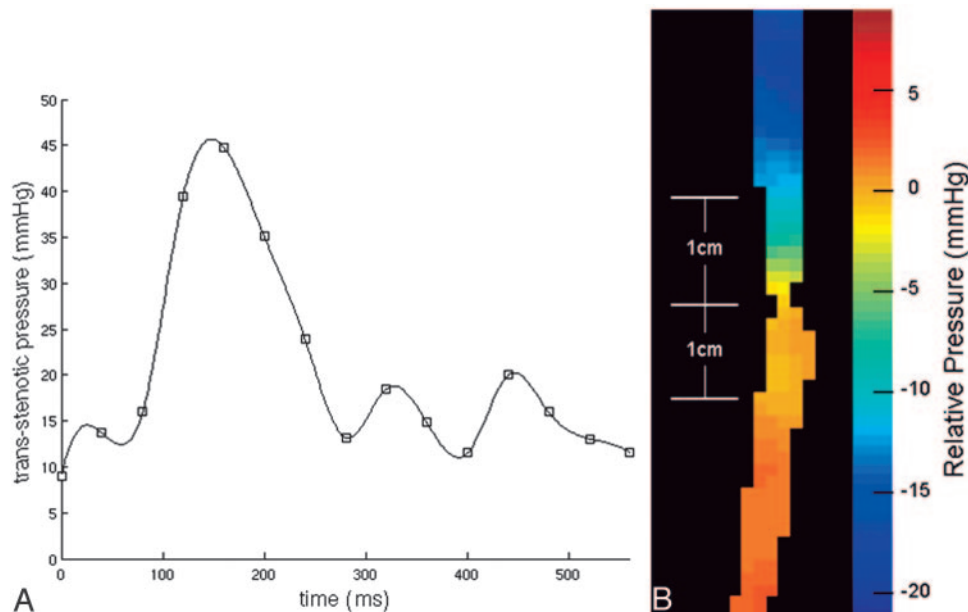 50
45
40
35
30
25
20
15
10
5
0
0 100 200 300 400 500
trans-stenotic pressure (mmHg)
time (ms)
A
1cm
1cm
B
5
0
-5
-10
-15
-20
Relative Pressure (mmHg)